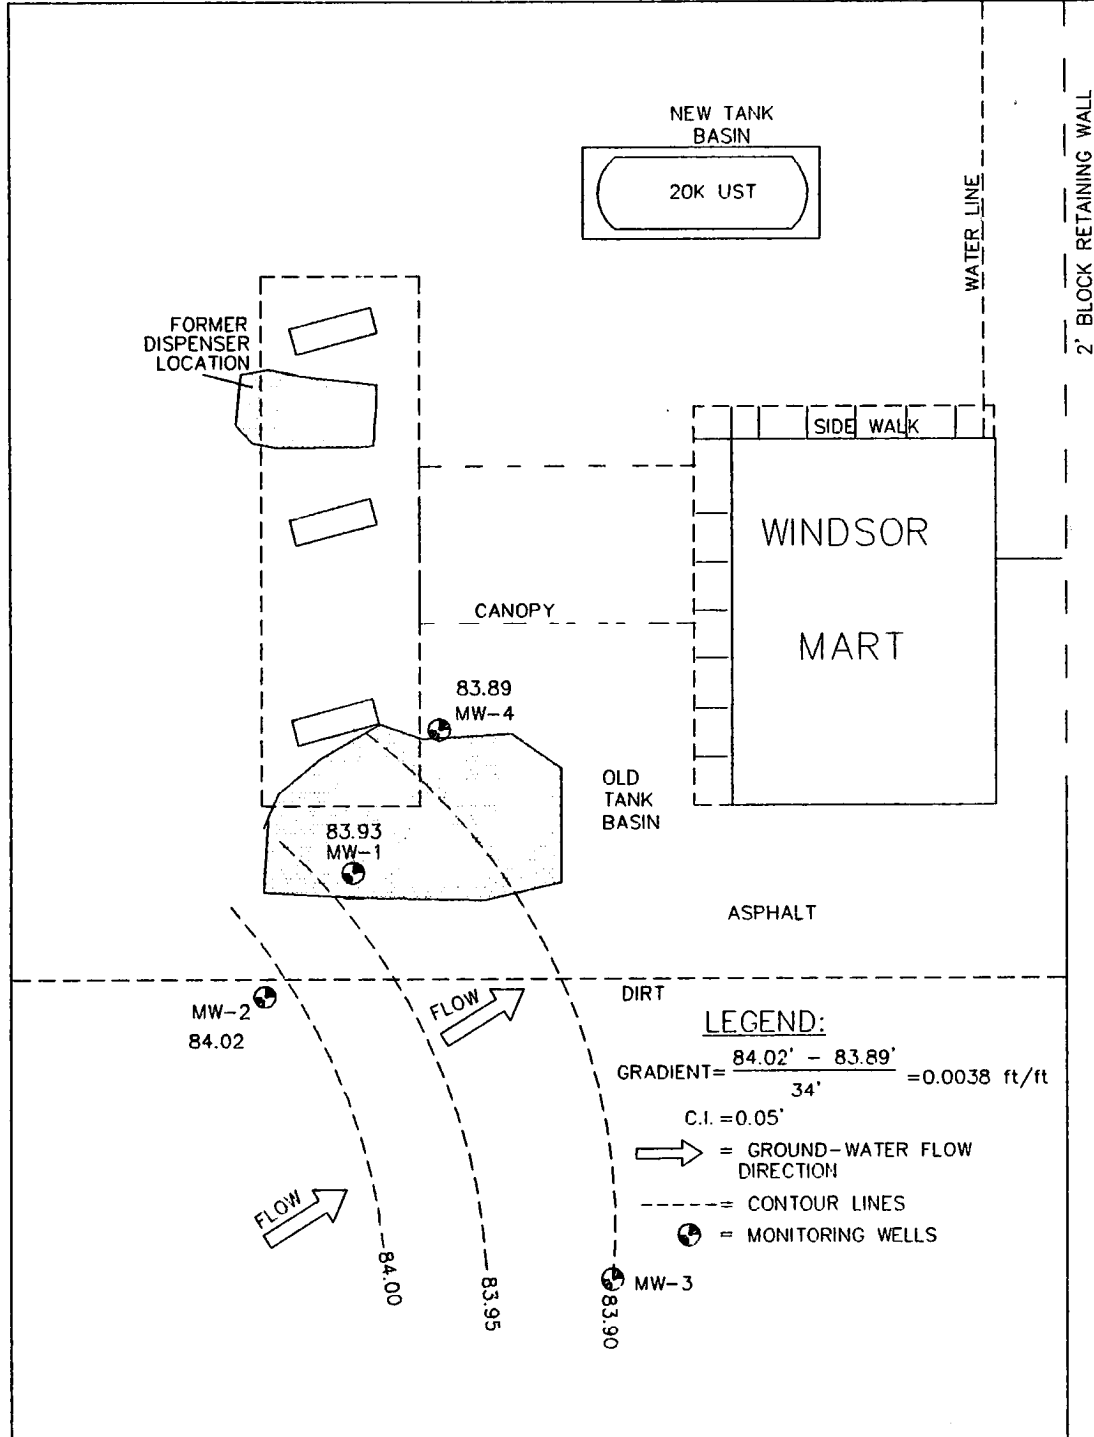 NEW TANK
BASIN
20K UST
WATER LINE
2' BLOCK RETAINING WALL
FORMER
DISPENSER
LOCATION
SIDE WALK
WINDSOR
MART
CANOPY
83.89
MW-4
OLD
TANK
BASIN
83.93
MW-1
ASPHALT
MW-2
84.02
FLOW
DIRT
LEGEND:
GRADIENT= 84.02' - 83.89'
34'
=0.0038 ft/ft
C.I. =0.05'
= GROUND-WATER FLOW
DIRECTION
= CONTOUR LINES
= MONITORING WELLS
FLOW
84.00
83.95
83.90
MW-3